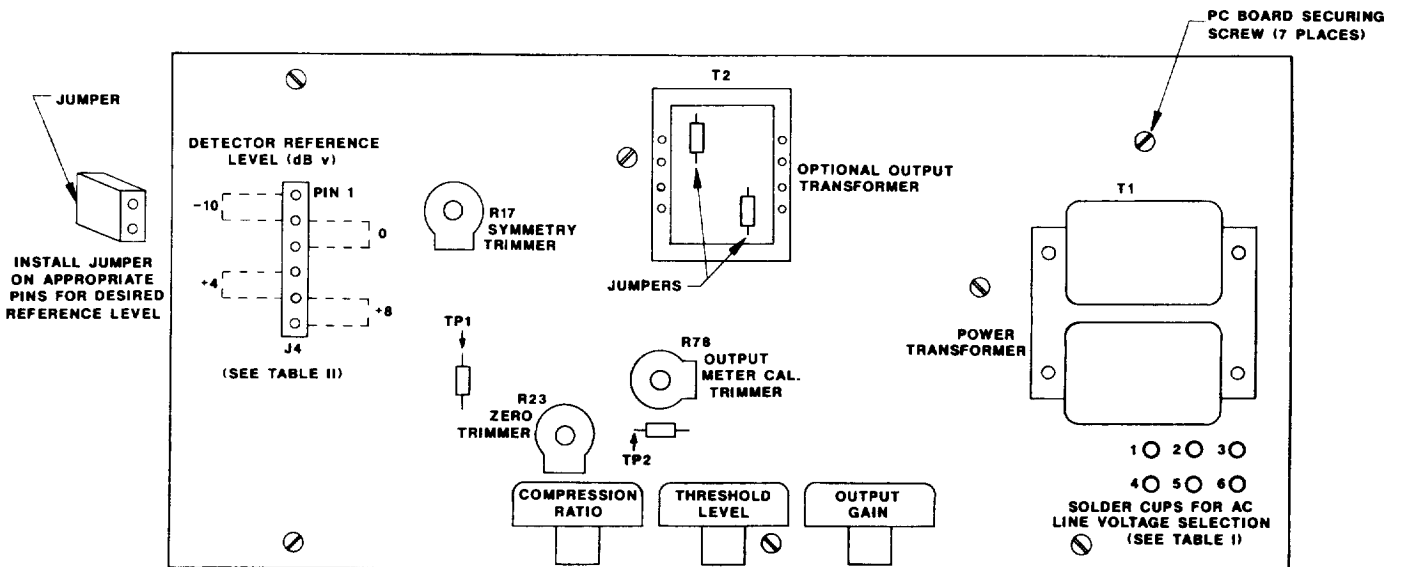 PC BOARD SECURING
SCREW (7 PLACES)
JUMPER
T2
DETECTOR REFERENCE
LEVEL (dB v)
PIN 1
-10
0
+4
+8
J4
(SEE TABLE II)
INSTALL JUMPER
ON APPROPRIATE
PINS FOR DESIRED
REFERENCE LEVEL
R17
SYMMETRY
TRIMMER
OPTIONAL OUTPUT
TRANSFORMER
JUMPERS
T1
POWER
TRANSFORMER
TP1
R78
OUTPUT
METER CAL.
TRIMMER
R23
ZERO
TRIMMER
TP2
1 2 3
4 5 6
SOLDER CUPS FOR AC
LINE VOLTAGE SELECTION
(SEE TABLE I)
COMPRESSION
RATIO
THRESHOLD
LEVEL
OUTPUT
GAIN